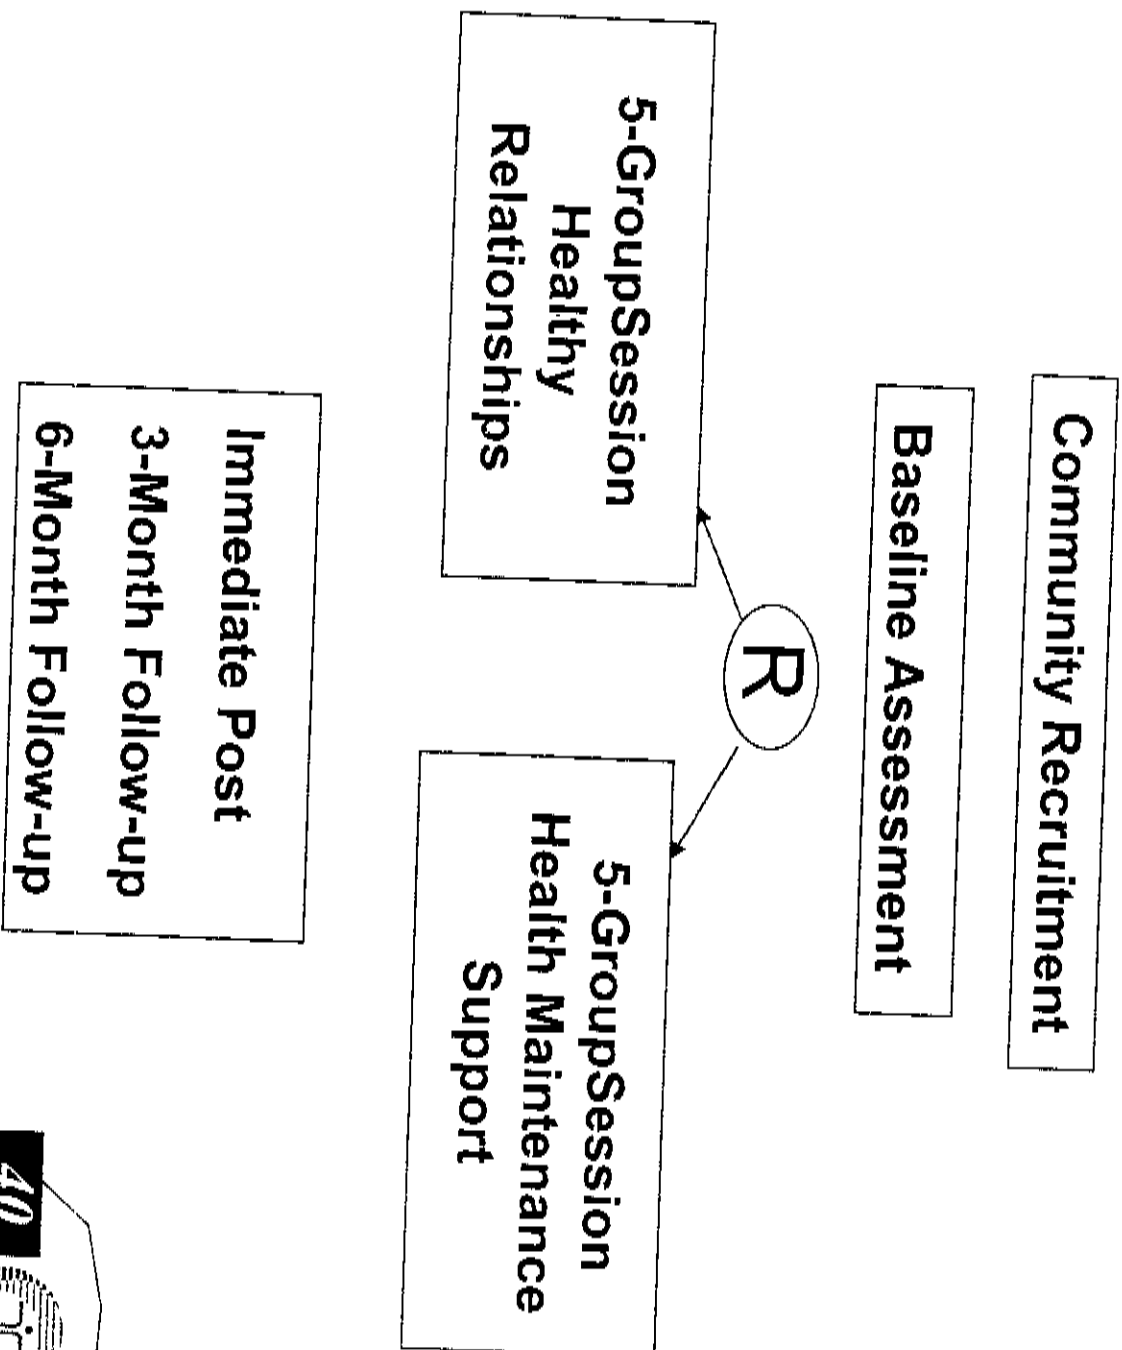 Community Recruitment
Baseline Assessment
R
5-GroupSession
Healthy
Relationships
5-GroupSession
Health Maintenance
Support
Immediate Post
3-Month Follow-up
6-Month Follow-up
40